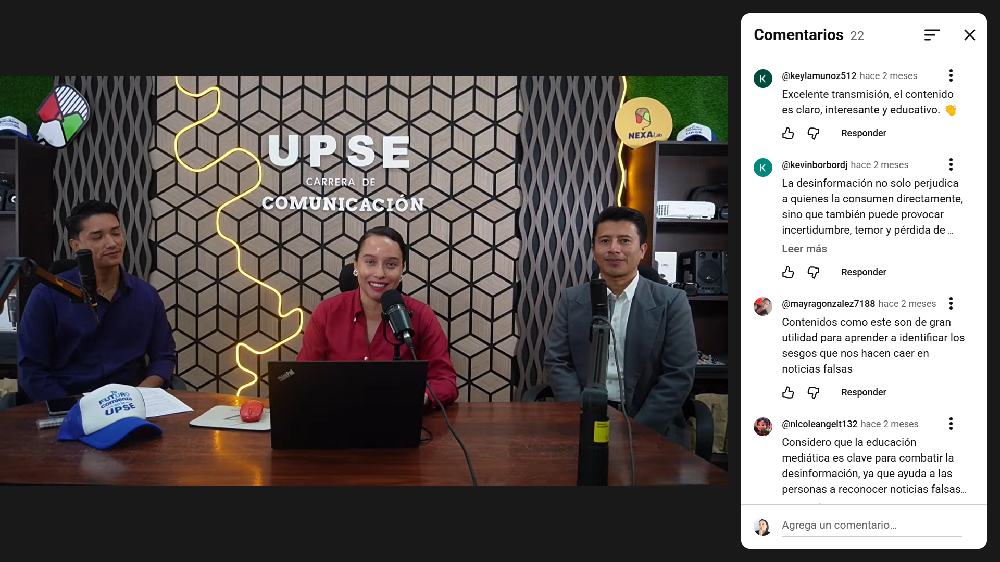 UPSE
CARRERA DE
COMUNICACIÓN
NEXALab
UPSE
Tu
FUTURO
comienza
en la
UPSE
ThinkPad
Comentarios 22
K
@keylamunoz512 hace 2 meses
Excelente transmisión, el contenido
es claro, interesante y educativo. 👏
Responder
K
@kevinborbordj hace 2 meses
La desinformación no solo perjudica
a quienes la consumen directamente,
sino que también puede provocar
incertidumbre, temor y pérdida de ...
Leer más
Responder
@mayragonzalez7188 hace 2 meses
Contenidos como este son de gran
utilidad para aprender a identificar los
sesgos que nos hacen caer en
noticias falsas
Responder
@nicoleangelt132 hace 2 meses
Considero que la educación
mediática es clave para combatir la
desinformación, ya que ayuda a las
personas a reconocer noticias falsas...
Agrega un comentario...